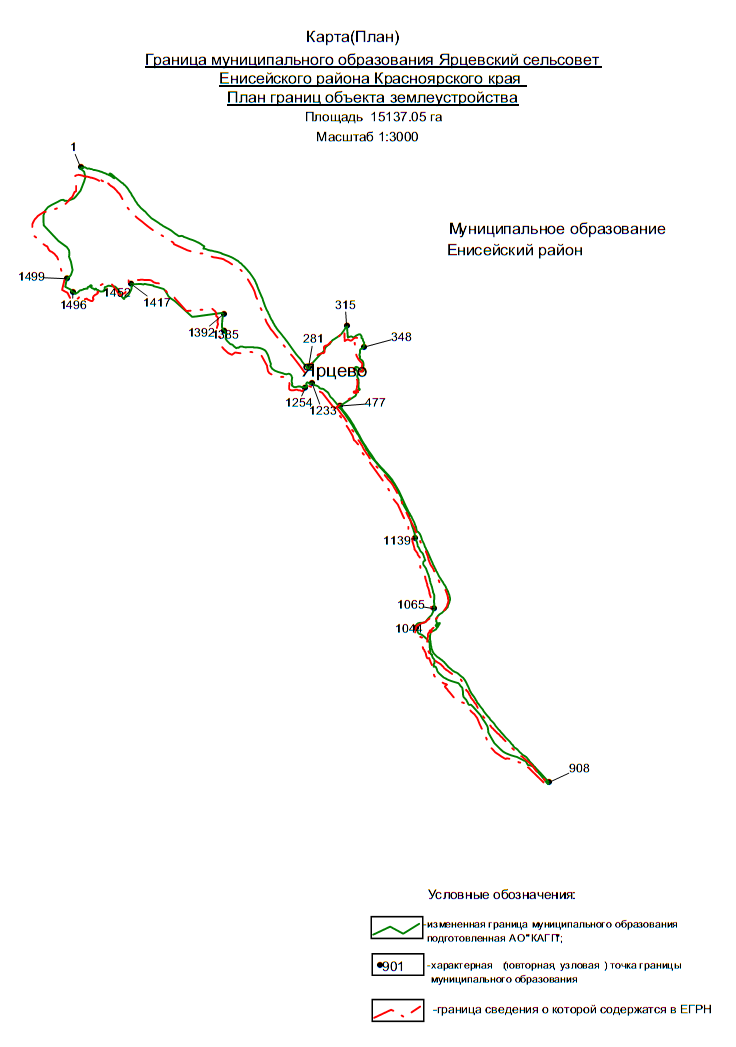 Карта(План)
Граница муниципального образования Ярцевский сельсовет
Енисейского района Красноярского края
План границ объекта землеустройства
Площадь 15137.05 га
Масштаб 1:3000
1
Муниципальное образование
Енисейский район
1499
1496
1452
1417
315
1392
1385
281
348
Ярцево
1254
1233
477
1139
1065
1044
908
Условные обозначения:
-измененная граница муниципального образования
подготовленная АО"КАГП";
901
-характерная (повторная, узловая ) точка границы
муниципального образования
-граница сведения о которой содержатся в ЕГРН